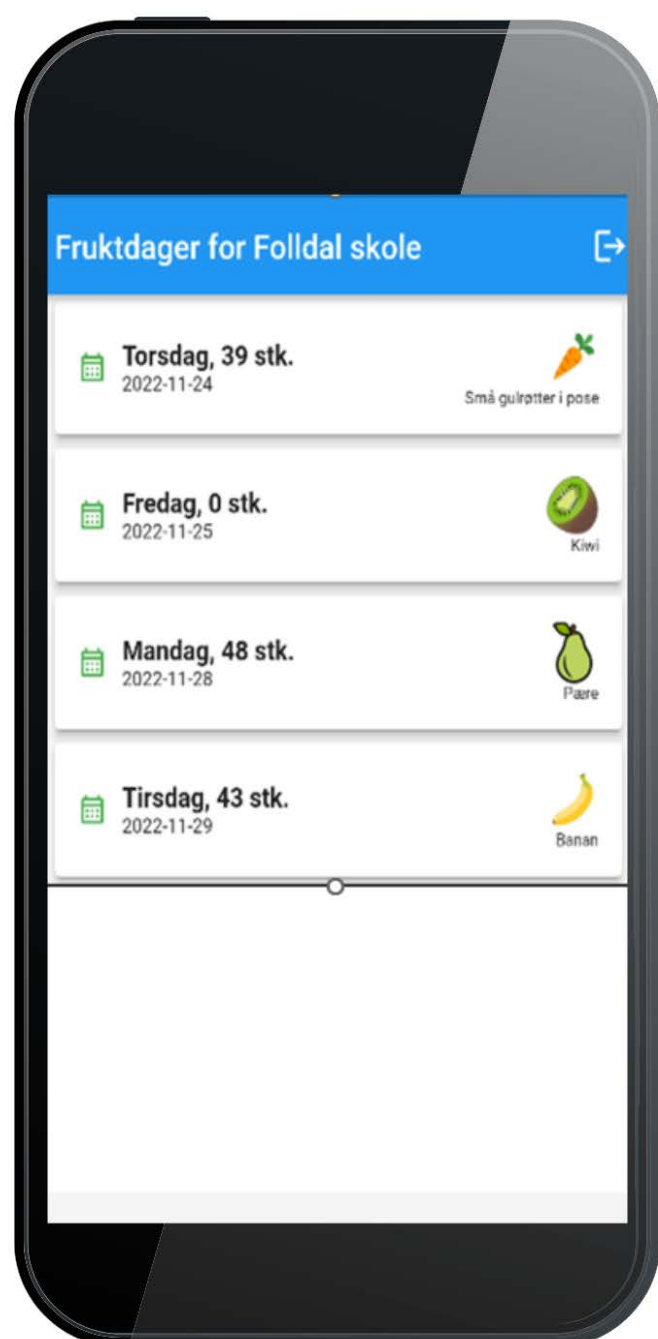 Fruktdager for Folldal skole
Torsdag, 39 stk.
2022-11-24
Små gulrøtter i pose
Fredag, 0 stk.
2022-11-25
Kiwi
Mandag, 48 stk.
2022-11-28
Pære
Tirsdag, 43 stk.
2022-11-29
Banan